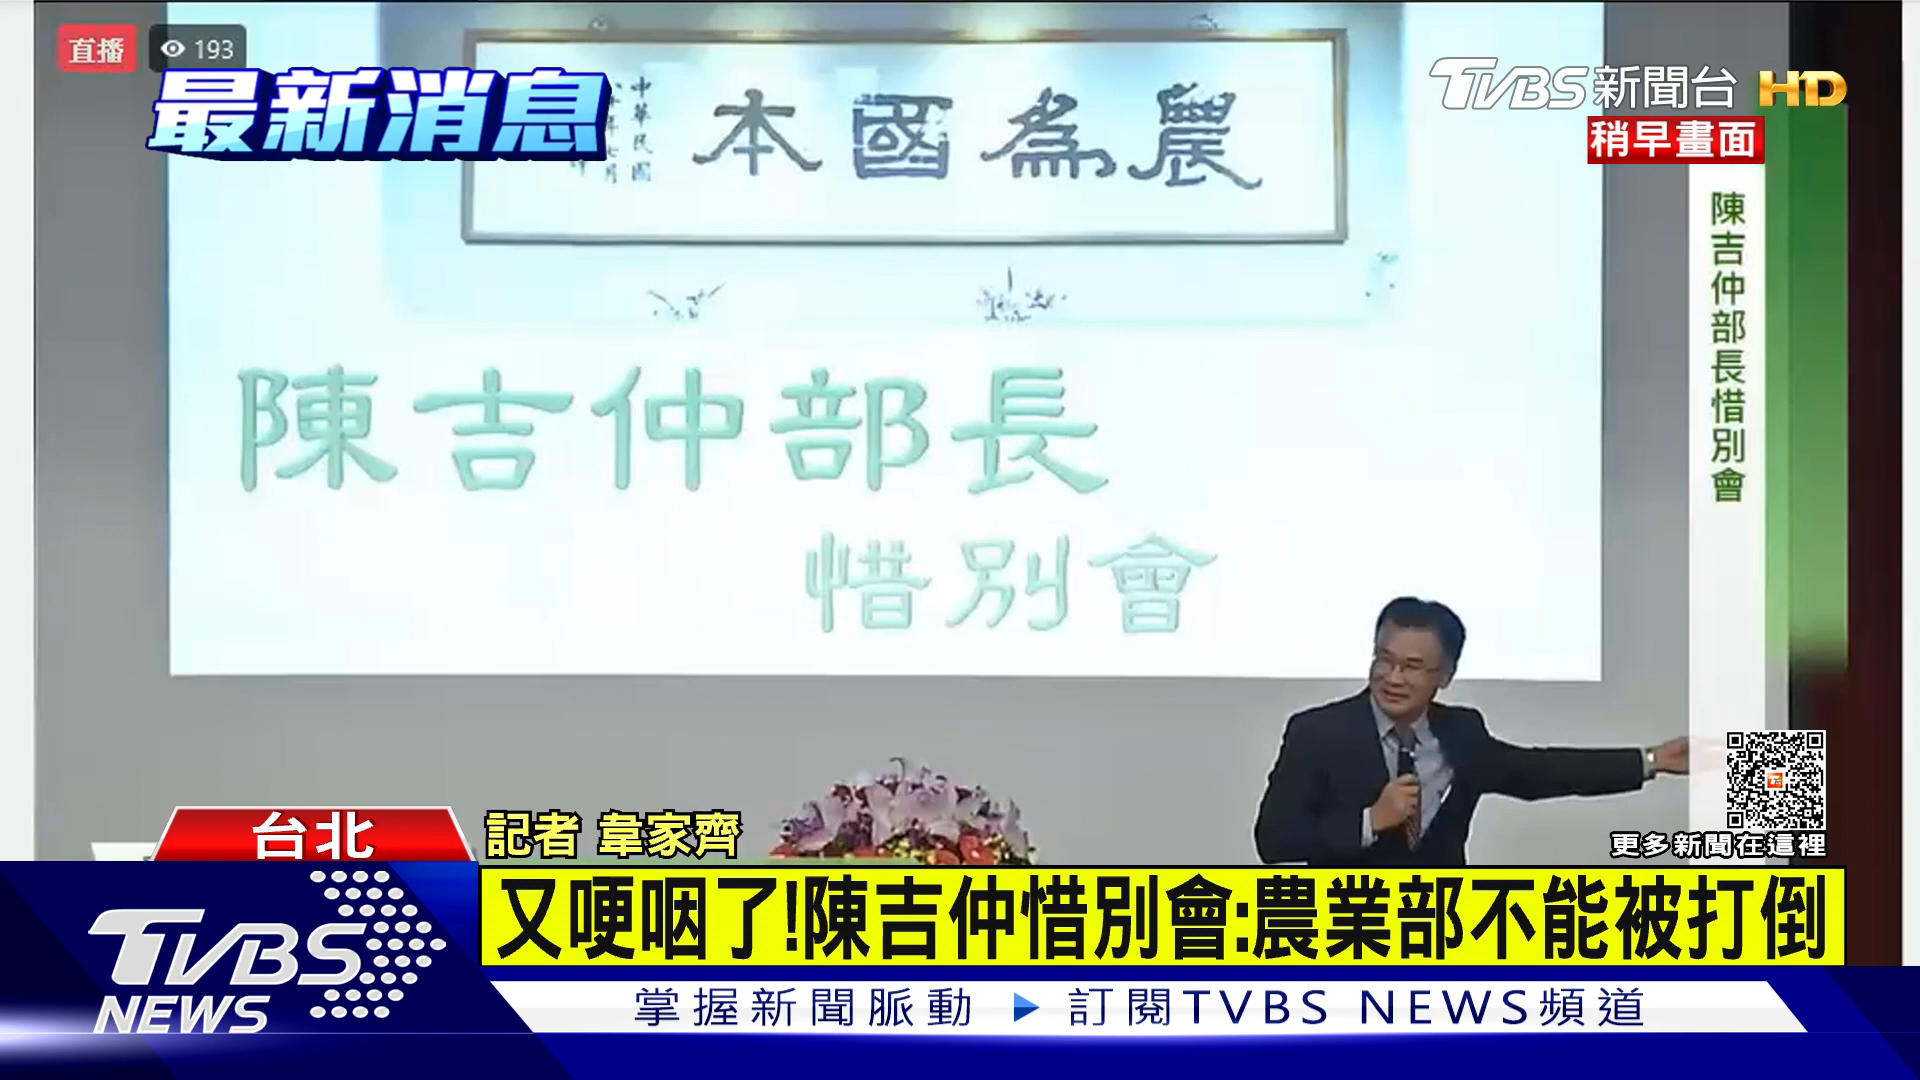 直播 193
最新消息
TVBS新聞台 HD
稍早畫面
農為國本
中華民國
陳吉仲部長
惜別會
陳吉仲部長惜別會
更多新聞在這裡
台北
記者 韋家齊
又哽咽了!陳吉仲惜別會:農業部不能被打倒
TVBS NEWS
掌握新聞脈動 ▶ 訂閱TVBS NEWS頻道